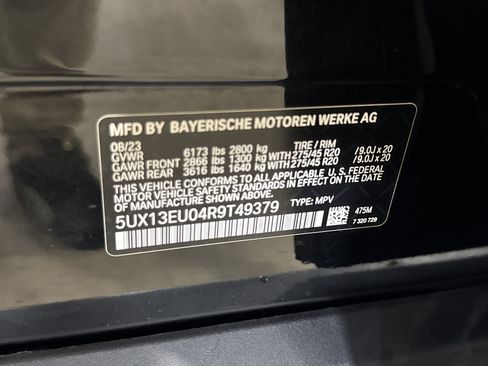 MFD BY BAYERISCHE MOTOREN WERKE AG
08/23 TIRE / RIM
GVWR 6173 lbs 2800 kg
GAWR FRONT 2866 lbs 1300 kg WITH 275/45 R20 / 9.0J x 20
GAWR REAR 3616 lbs 1640 kg WITH 275/45 R20 / 9.0J x 20
THIS VEHICLE CONFORMS TO ALL APPLICABLE U.S. FEDERAL
MOTOR VEHICLE SAFETY STANDARDS IN EFFECT ON
THE DATE OF MANUFACTURE SHOWN ABOVE.
5UX13EU04R9T49379 TYPE: MPV
475M
7 320 729